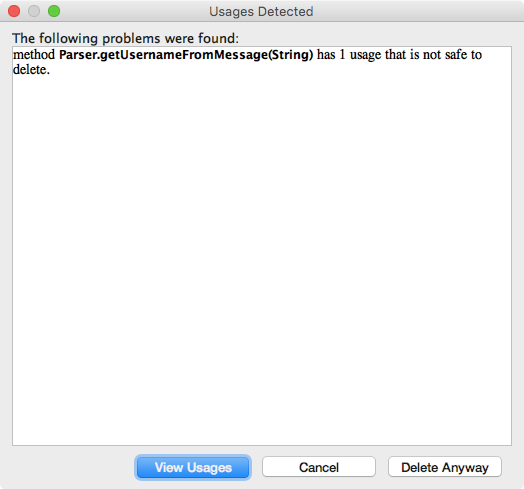 Usages Detected
The following problems were found:
method Parser.getUsernameFromMessage(String) has 1 usage that is not safe to
delete.
View Usages
Cancel
Delete Anyway